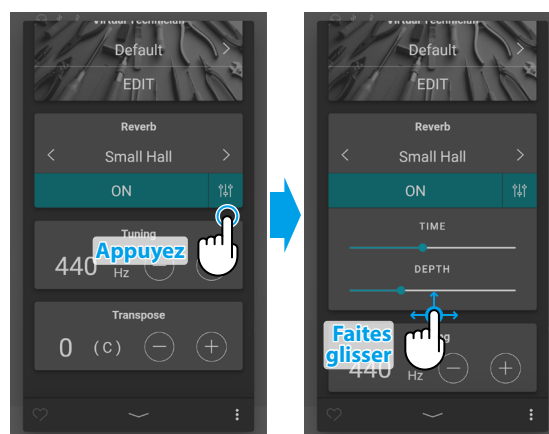 Virtual Technician
Default
EDIT
Reverb
Small Hall
ON
Tuning
Appuyez
440 Hz
Transpose
0 (C)
Virtual Technician
Default
EDIT
Reverb
Small Hall
ON
TIME
DEPTH
Faites
glisser
440 Hz